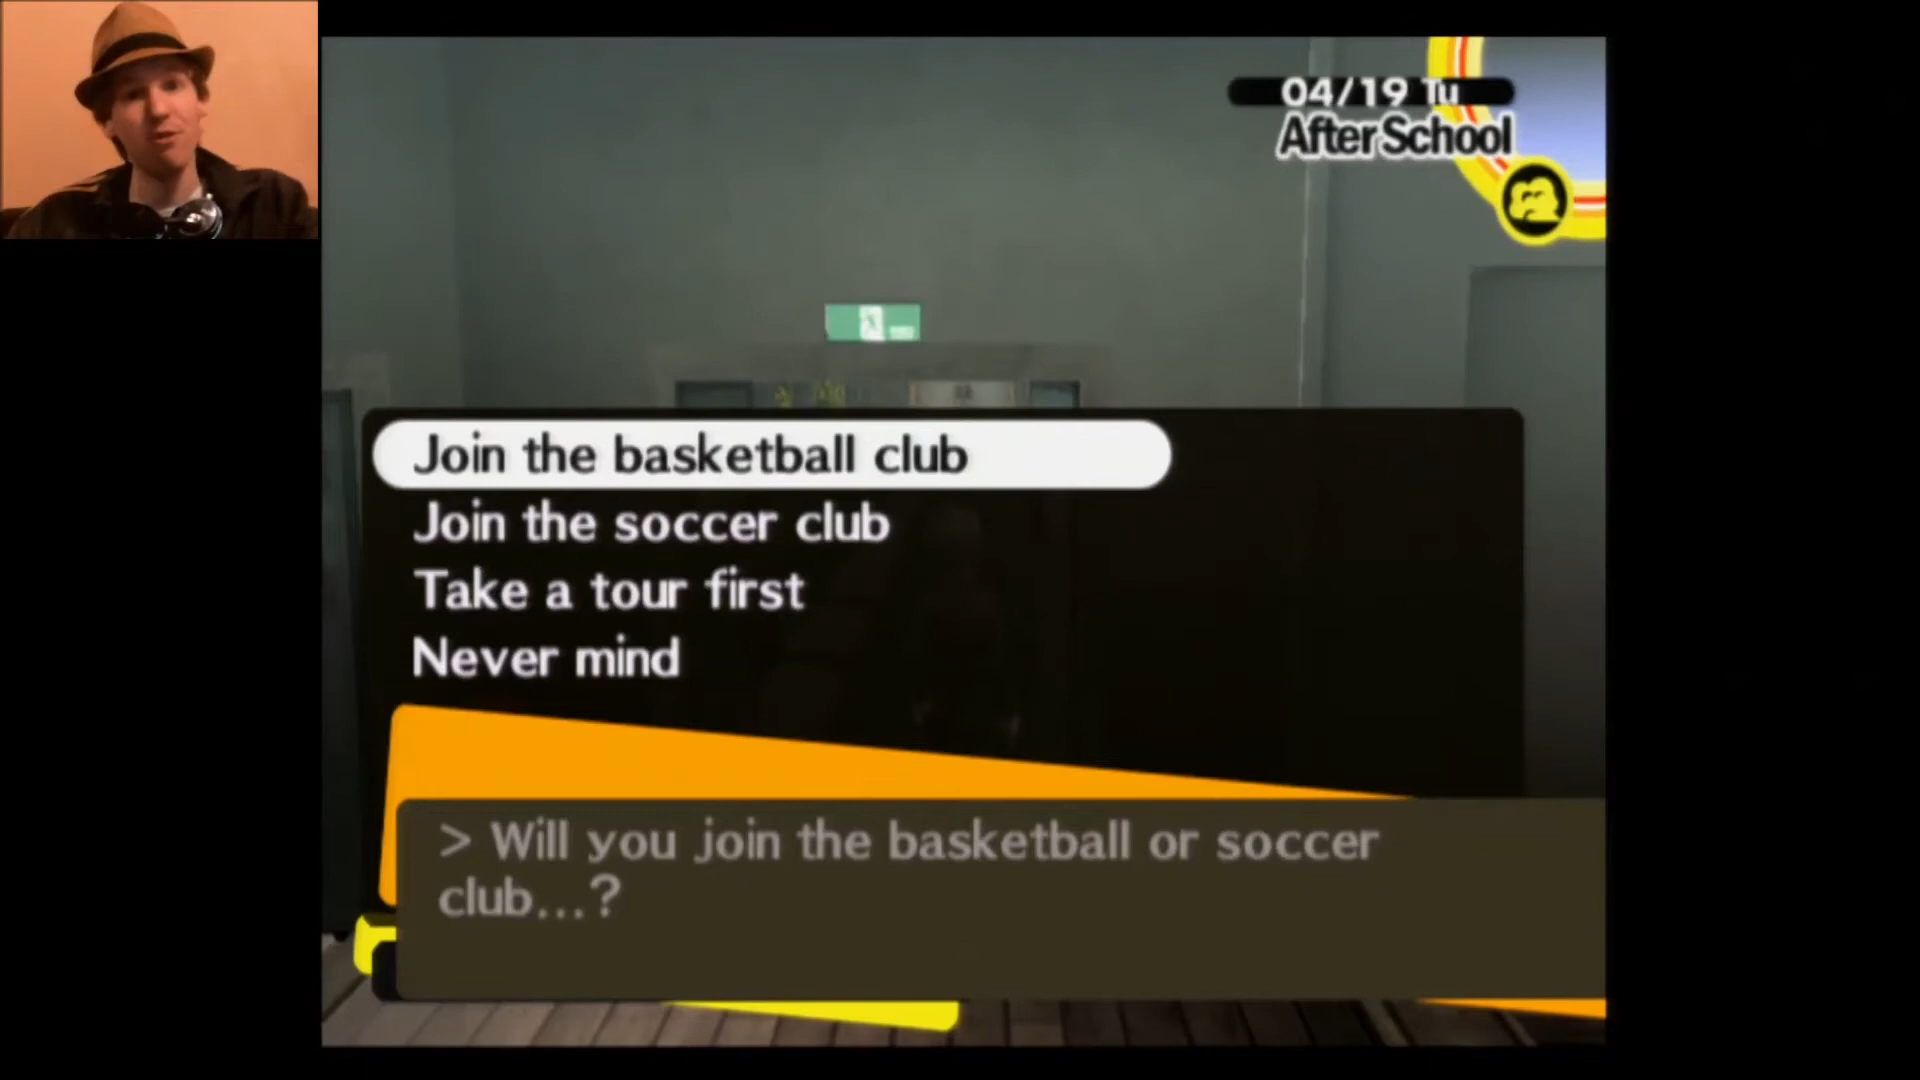 04/19 Tu
After School
Join the basketball club
Join the soccer club
Take a tour first
Never mind
> Will you join the basketball or soccer
club...?